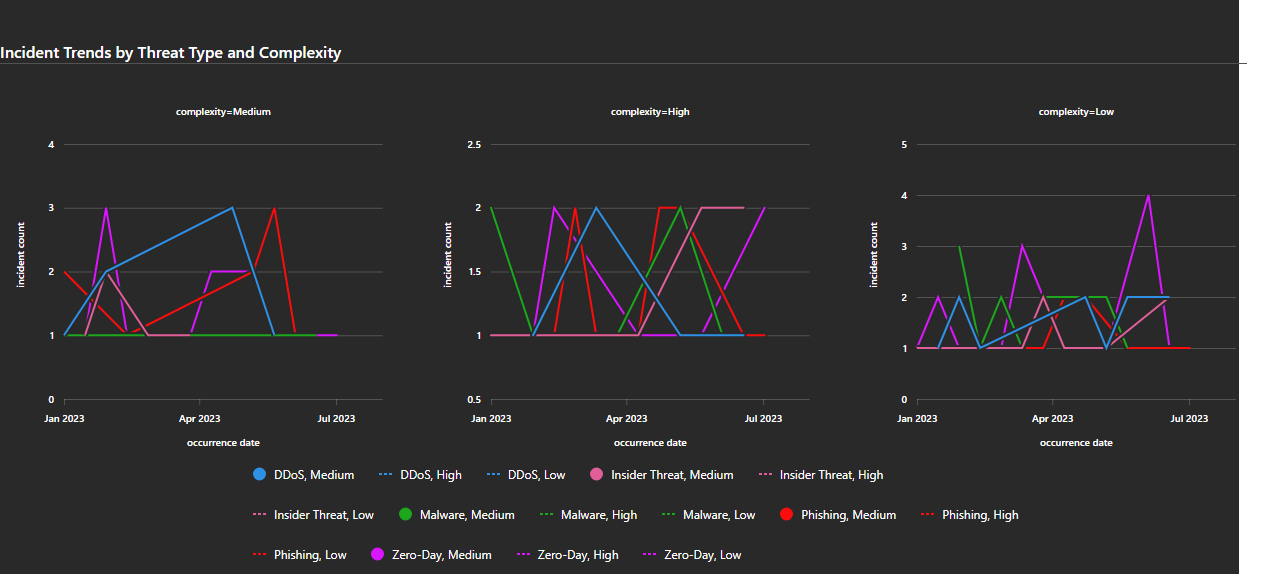 Incident Trends by Threat Type and Complexity
complexity=Medium
complexity=High
complexity=Low
4
3
2
1
0
incident count
Jan 2023
Apr 2023
Jul 2023
occurrence date
2.5
2
1.5
1
0.5
incident count
Jan 2023
Apr 2023
Jul 2023
occurrence date
5
4
3
2
1
0
incident count
Jan 2023
Apr 2023
Jul 2023
occurrence date
DDoS, Medium DDoS, High DDoS, Low Insider Threat, Medium Insider Threat, High
Insider Threat, Low Malware, Medium Malware, High Malware, Low Phishing, Medium Phishing, High
Phishing, Low Zero-Day, Medium Zero-Day, High Zero-Day, Low